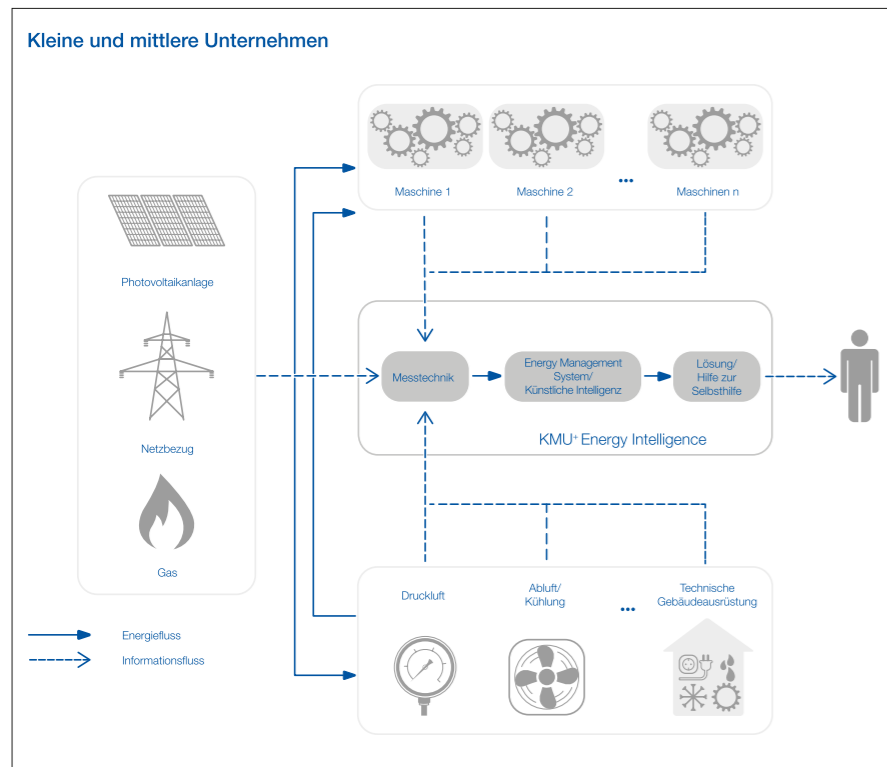 Kleine und mittlere Unternehmen
Maschine 1
Maschine 2
...
Maschinen n
Photovoltaikanlage
Netzbezug
Gas
Messtechnik
Energy Management
System/
Künstliche Intelligenz
Lösung/
Hilfe zur
Selbsthilfe
KMU⁺ Energy Intelligence
Druckluft
Abluft/
Kühlung
...
Technische
Gebäudeausrüstung
Energiefluss
Informationsfluss